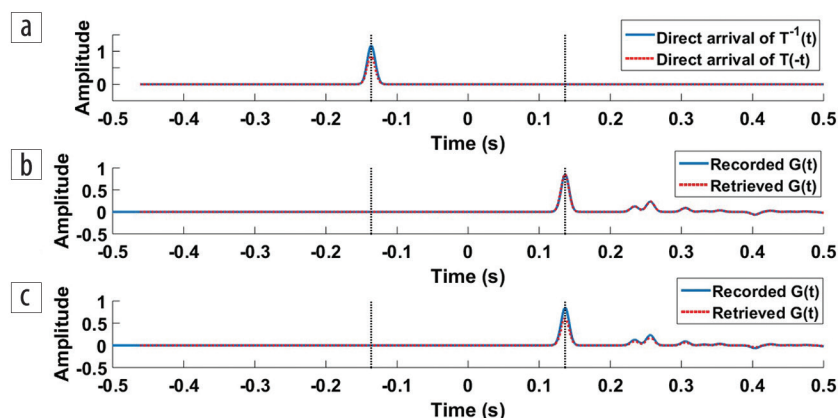 a
Amplitude
1
0
Direct arrival of T⁻¹(t)
Direct arrival of T(-t)
-0.5 -0.4 -0.3 -0.2 -0.1 0 0.1 0.2 0.3 0.4 0.5
Time (s)
b
Amplitude
1
0.5
0
-0.5
Recorded G(t)
Retrieved G(t)
-0.5 -0.4 -0.3 -0.2 -0.1 0 0.1 0.2 0.3 0.4 0.5
Time (s)
c
Amplitude
1
0.5
0
-0.5
Recorded G(t)
Retrieved G(t)
-0.5 -0.4 -0.3 -0.2 -0.1 0 0.1 0.2 0.3 0.4 0.5
Time (s)